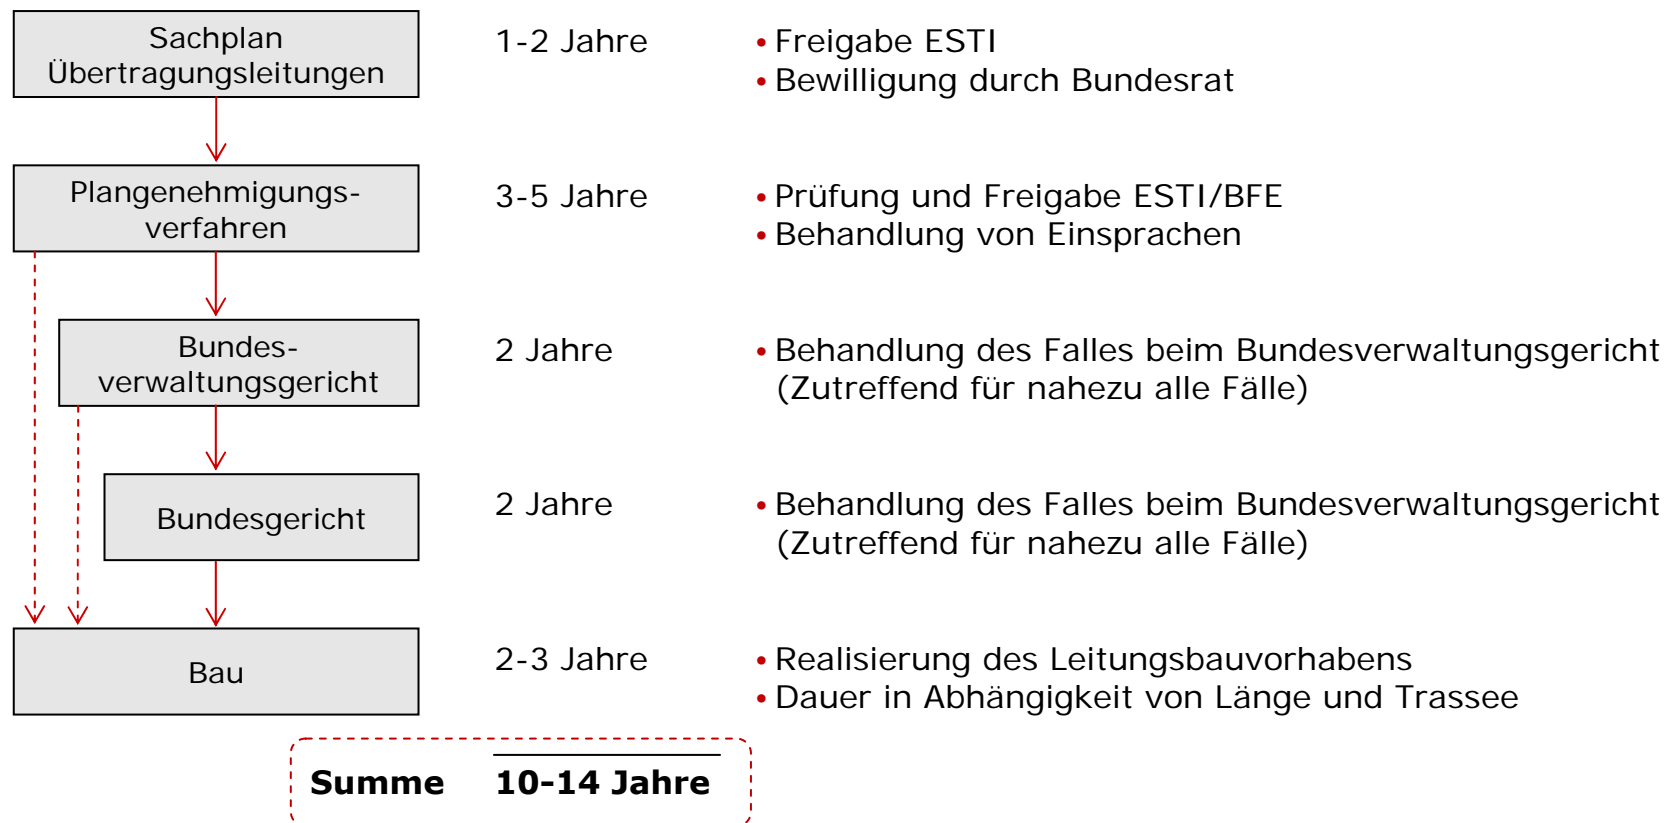 Sachplan
Übertragungsleitungen
1-2 Jahre
• Freigabe ESTI
• Bewilligung durch Bundesrat
Plangenehmigungs-
verfahren
3-5 Jahre
• Prüfung und Freigabe ESTI/BFE
• Behandlung von Einsprachen
Bundes-
verwaltungsgericht
2 Jahre
• Behandlung des Falles beim Bundesverwaltungsgericht
(Zutreffend für nahezu alle Fälle)
Bundesgericht
2 Jahre
• Behandlung des Falles beim Bundesverwaltungsgericht
(Zutreffend für nahezu alle Fälle)
Bau
2-3 Jahre
• Realisierung des Leitungsbauvorhabens
• Dauer in Abhängigkeit von Länge und Trassee
Summe 10-14 Jahre